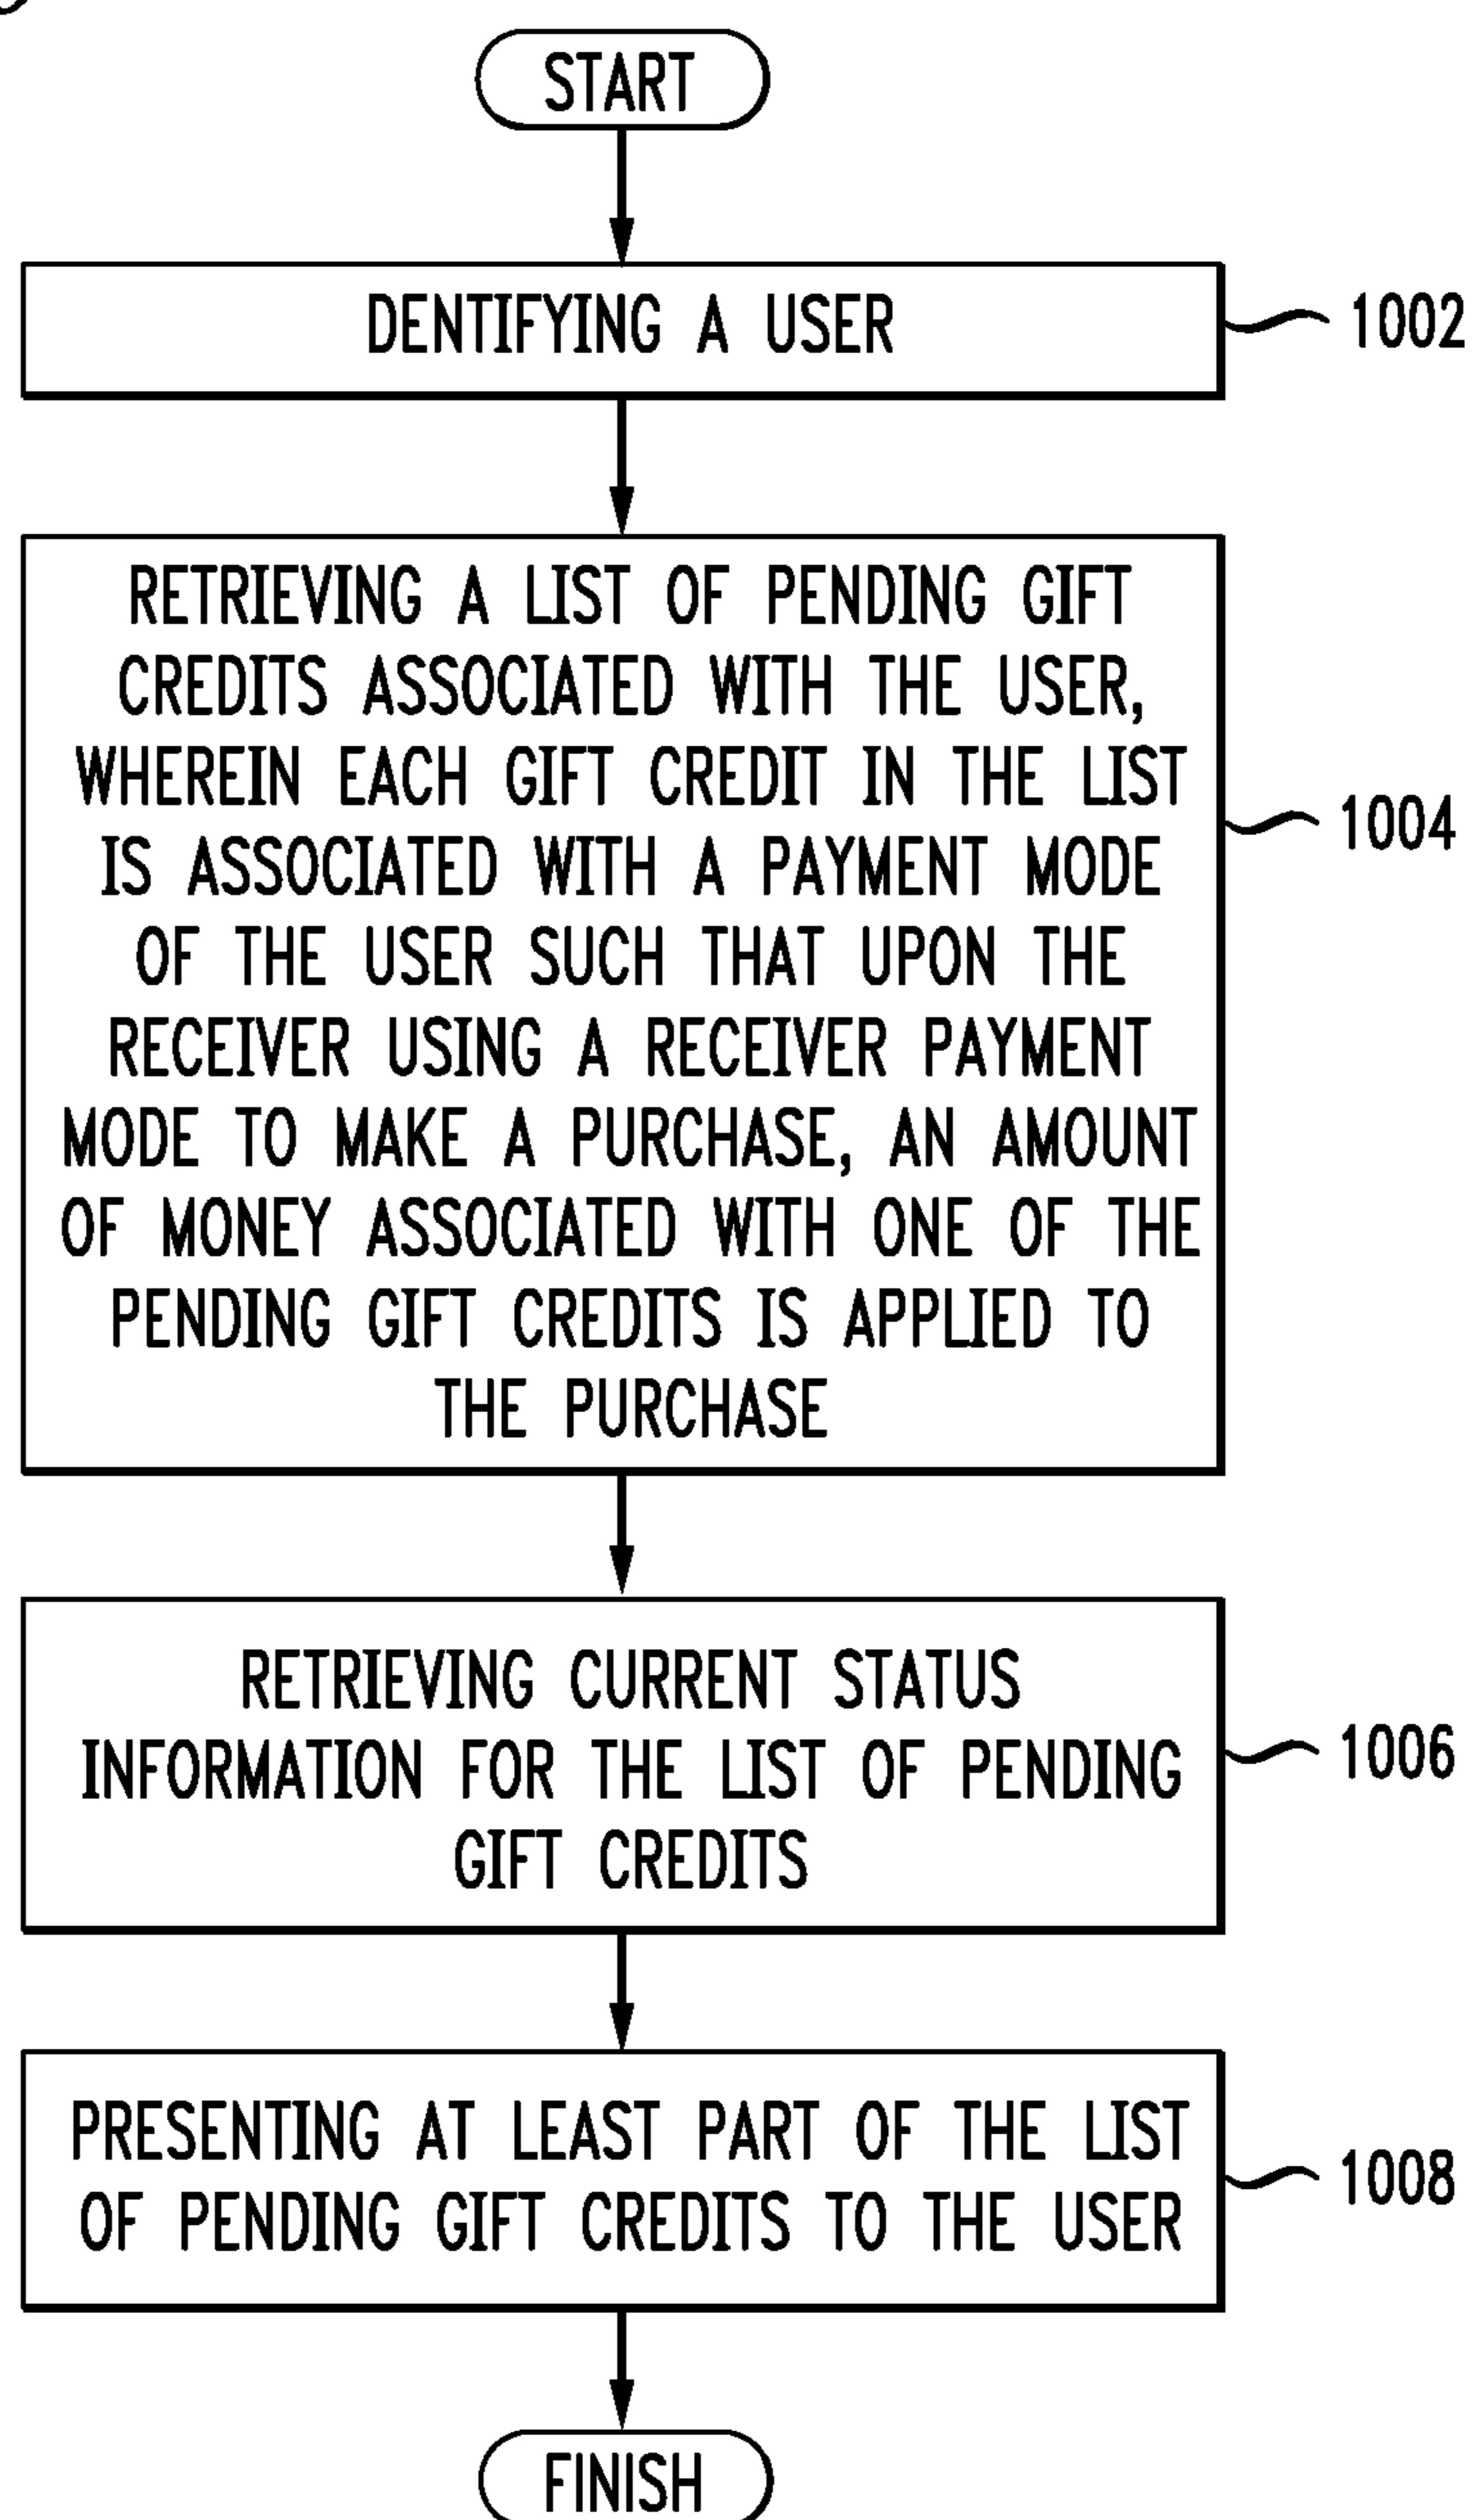 START
DENTIFYING A USER
1002
RETRIEVING A LIST OF PENDING GIFT
CREDITS ASSOCIATED WITH THE USER,
WHEREIN EACH GIFT CREDIT IN THE LIST
IS ASSOCIATED WITH A PAYMENT MODE
OF THE USER SUCH THAT UPON THE
RECEIVER USING A RECEIVER PAYMENT
MODE TO MAKE A PURCHASE, AN AMOUNT
OF MONEY ASSOCIATED WITH ONE OF THE
PENDING GIFT CREDITS IS APPLIED TO
THE PURCHASE
1004
RETRIEVING CURRENT STATUS
INFORMATION FOR THE LIST OF PENDING
GIFT CREDITS
1006
PRESENTING AT LEAST PART OF THE LIST
OF PENDING GIFT CREDITS TO THE USER
1008
FINISH